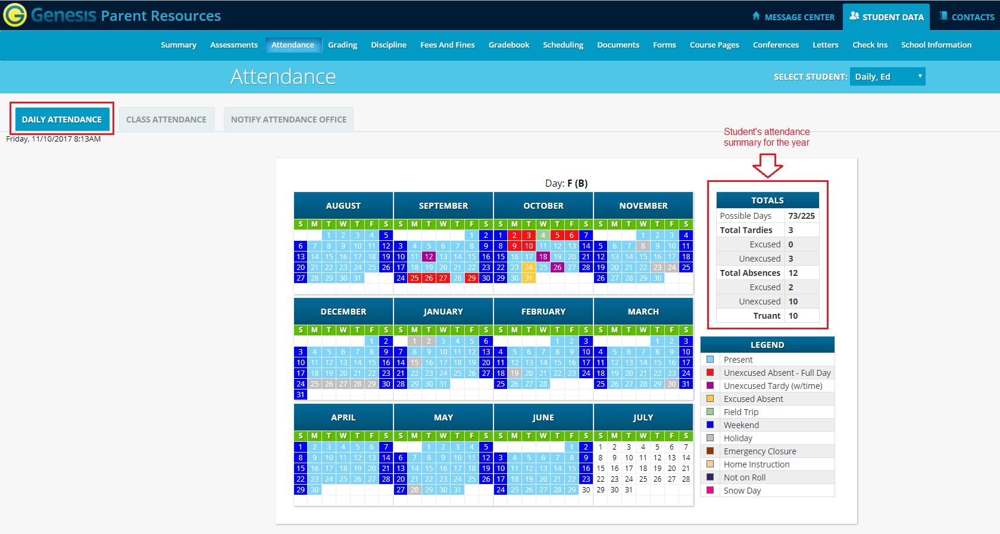 Genesis Parent Resources
MESSAGE CENTER STUDENT DATA CONTACTS
Summary Assessments Attendance Grading Discipline Fees And Fines Gradebook Scheduling Documents Forms Course Pages Conferences Letters Check Ins School Information
Attendance
SELECT STUDENT: Daily, Ed
DAILY ATTENDANCE CLASS ATTENDANCE NOTIFY ATTENDANCE OFFICE
Friday, 11/10/2017 8:13AM
Student's attendance
summary for the year
Day: F (B)
AUGUST SEPTEMBER OCTOBER NOVEMBER
S M T W T F S S M T W T F S S M T W T F S S M T W T F S
1 2 3 4 5 1 2 1 2 3 4 5 6 7 1 2 3 4
6 7 8 9 10 11 12 3 4 5 6 7 8 9 8 9 10 11 12 13 14 5 6 7 8 9 10 11
13 14 15 16 17 18 19 10 11 12 13 14 15 16 15 16 17 18 19 20 21 12 13 14 15 16 17 18
20 21 22 23 24 25 26 17 18 19 20 21 22 23 22 23 24 25 26 27 28 19 20 21 22 23 24 25
27 28 29 30 31 24 25 26 27 28 29 30 29 30 31 26 27 28 29 30
DECEMBER JANUARY FEBRUARY MARCH
S M T W T F S S M T W T F S S M T W T F S S M T W T F S
1 2 1 2 3 4 5 6 1 2 3 1 2 3
3 4 5 6 7 8 9 7 8 9 10 11 12 13 4 5 6 7 8 9 10 4 5 6 7 8 9 10
10 11 12 13 14 15 16 14 15 16 17 18 19 20 11 12 13 14 15 16 17 11 12 13 14 15 16 17
17 18 19 20 21 22 23 21 22 23 24 25 26 27 18 19 20 21 22 23 24 18 19 20 21 22 23 24
24 25 26 27 28 29 30 28 29 30 31 25 26 27 28 25 26 27 28 29 30 31
31
APRIL MAY JUNE JULY
S M T W T F S S M T W T F S S M T W T F S S M T W T F S
1 2 3 4 5 6 7 1 2 3 4 5 1 2 1 2 3 4 5 6 7
8 9 10 11 12 13 14 6 7 8 9 10 11 12 3 4 5 6 7 8 9 8 9 10 11 12 13 14
15 16 17 18 19 20 21 13 14 15 16 17 18 19 10 11 12 13 14 15 16 15 16 17 18 19 20 21
22 23 24 25 26 27 28 20 21 22 23 24 25 26 17 18 19 20 21 22 23 22 23 24 25 26 27 28
29 30 27 28 29 30 31 24 25 26 27 28 29 30 29 30 31
TOTALS
Possible Days 73/225
Total Tardies 3
Excused 0
Unexcused 3
Total Absences 12
Excused 2
Unexcused 10
Truant 10
LEGEND
Present
Unexcused Absent - Full Day
Unexcused Tardy (w/time)
Excused Absent
Field Trip
Weekend
Holiday
Emergency Closure
Home Instruction
Not on Roll
Snow Day